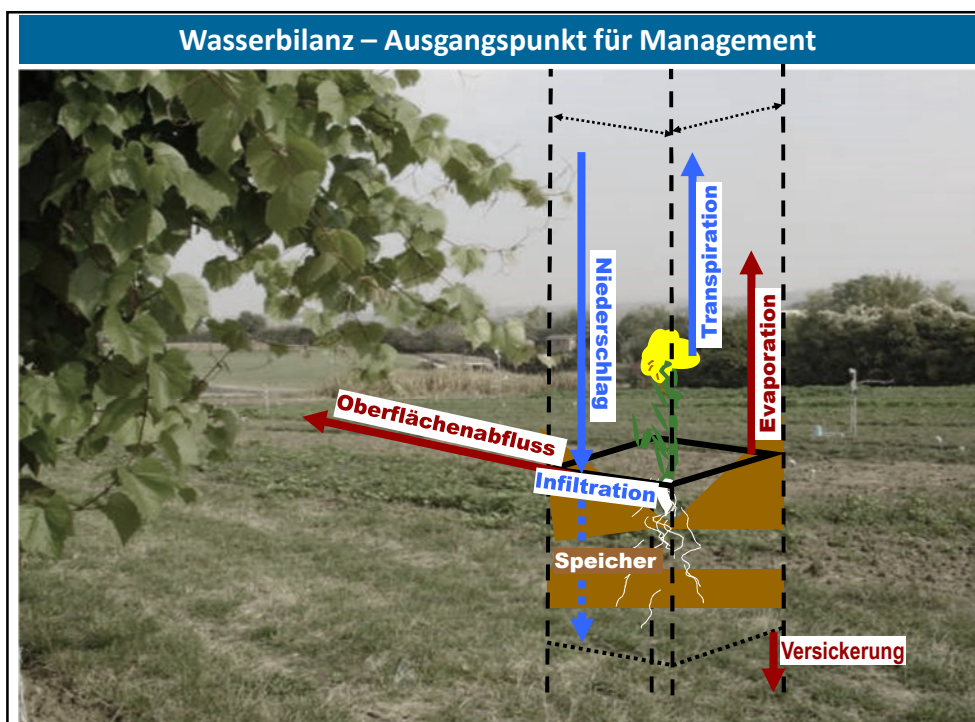 Wasserbilanz – Ausgangspunkt für Management
Niederschlag
Transpiration
Evaporation
Oberflächenabfluss
Infiltration
Speicher
Versickerung